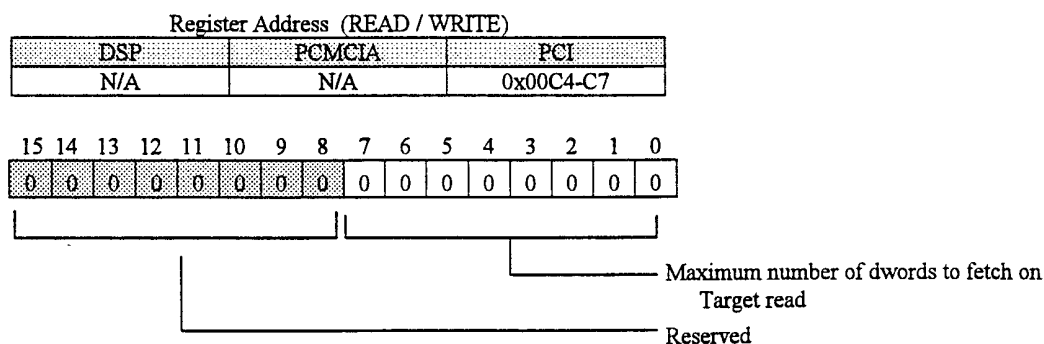 Register Address (READ / WRITE)
DSP PCMCIA PCI
N/A N/A 0x00C4-C7
15 14 13 12 11 10 9 8 7 6 5 4 3 2 1 0
0 0 0 0 0 0 0 0 0 0 0 0 0 0 0 0
Maximum number of dwords to fetch on
Target read
Reserved